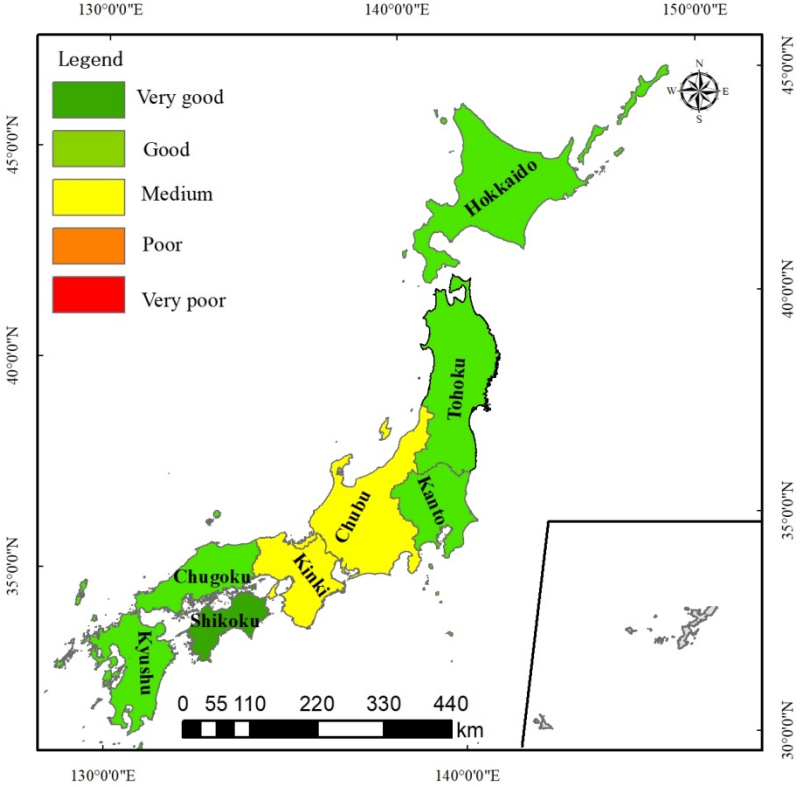 130°0'0"E 140°0'0"E 150°0'0"E
Legend
Very good
Good
Medium
Poor
Very poor
N
W E
S
45°0'0"N
45°0'0"N
Hokkaido
40°0'0"N
40°0'0"N
Tohoku
Kanto
Chubu
35°0'0"N
35°0'0"N
Kinki
Chugoku
Shikoku
Kyushu
0 55 110 220 330 440
km
30°0'0"N
130°0'0"E 140°0'0"E